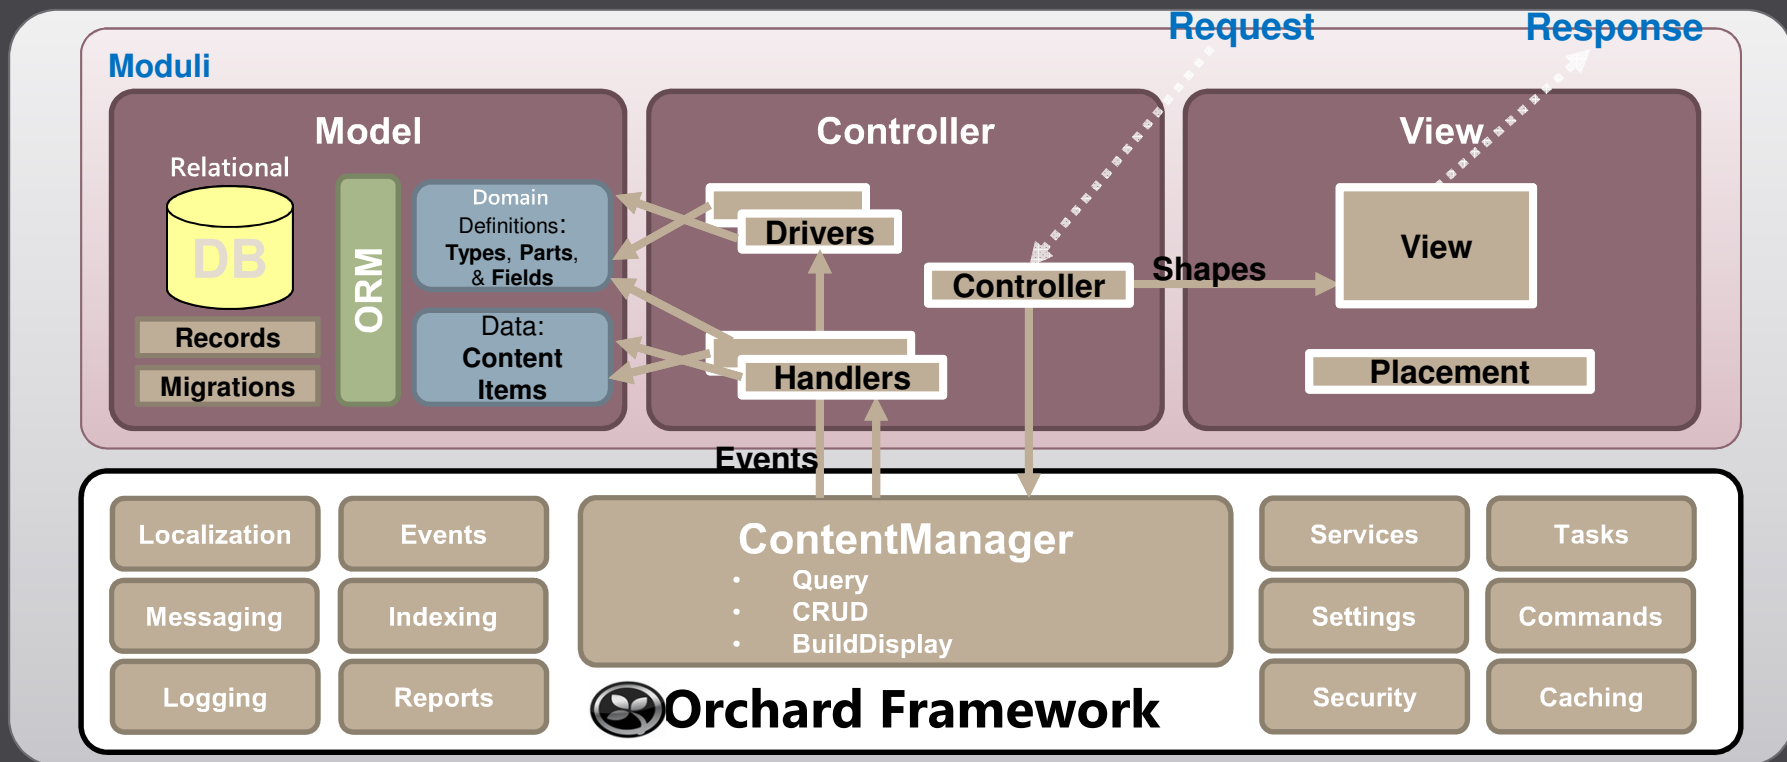 Request
Response
Moduli
Model
Relational
DB
Records
Migrations
ORM
Domain
Definitions:
Types, Parts,
& Fields
Data:
Content
Items
Controller
Drivers
Controller
Handlers
Shapes
View
View
Placement
Events
Localization
Events
Messaging
Indexing
Logging
Reports
ContentManager
• Query
• CRUD
• BuildDisplay
Orchard Framework
Services
Tasks
Settings
Commands
Security
Caching